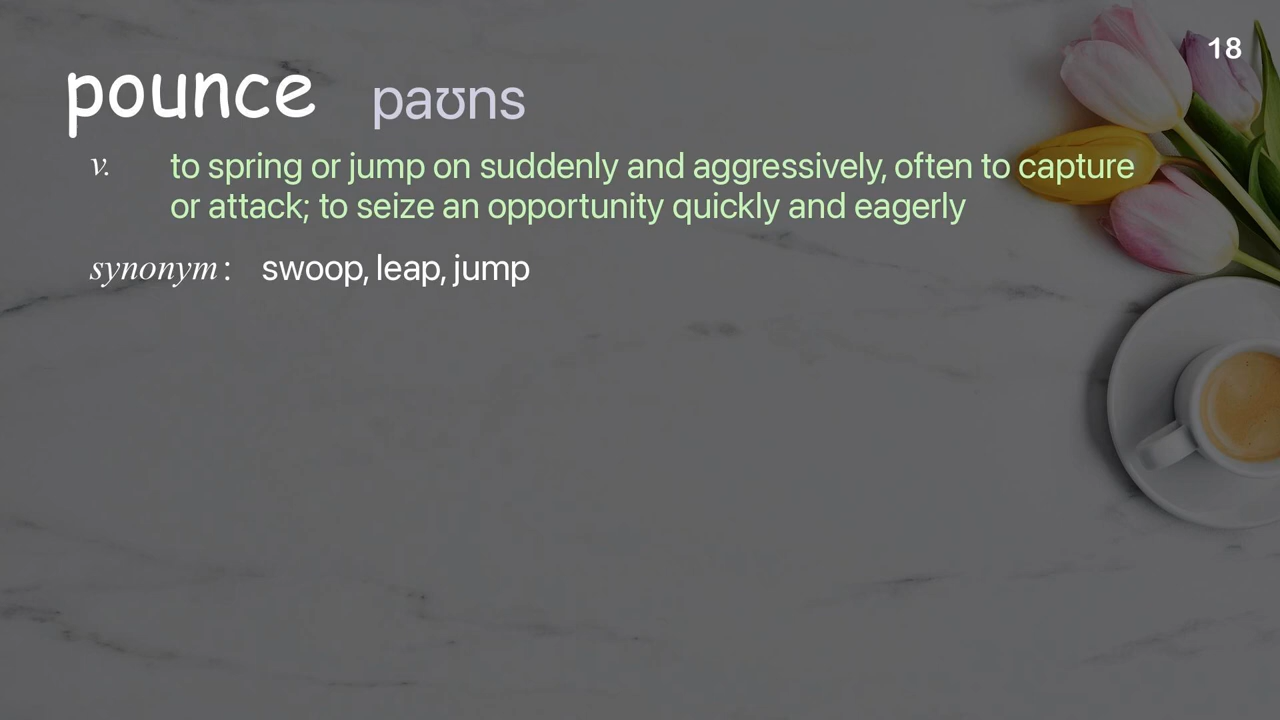 18
pounce paʊns
v. to spring or jump on suddenly and aggressively, often to capture
or attack; to seize an opportunity quickly and eagerly
synonym : swoop, leap, jump